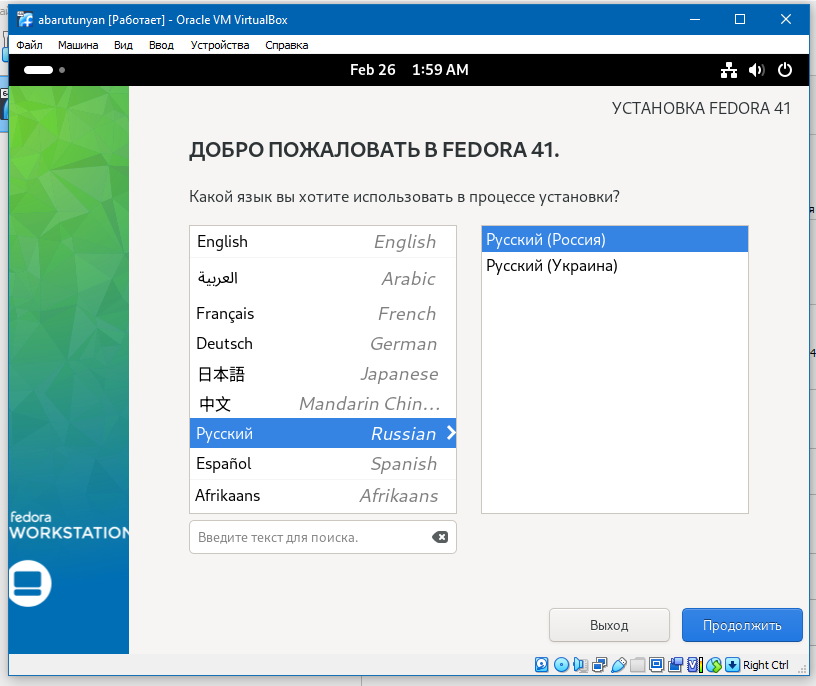 abarutunyan [Работает] - Oracle VM VirtualBox
Файл Машина Вид Ввод Устройства Справка
Feb 26 1:59 AM
УСТАНОВКА FEDORA 41
ДОБРО ПОЖАЛОВАТЬ В FEDORA 41.
Какой язык вы хотите использовать в процессе установки?
English English
العربية Arabic
Français French
Deutsch German
日本語 Japanese
中文 Mandarin Chin...
Русский Russian
Español Spanish
Afrikaans Afrikaans
Введите текст для поиска.
Русский (Россия)
Русский (Украина)
fedora
WORKSTATION
Выход Продолжить
Right Ctrl